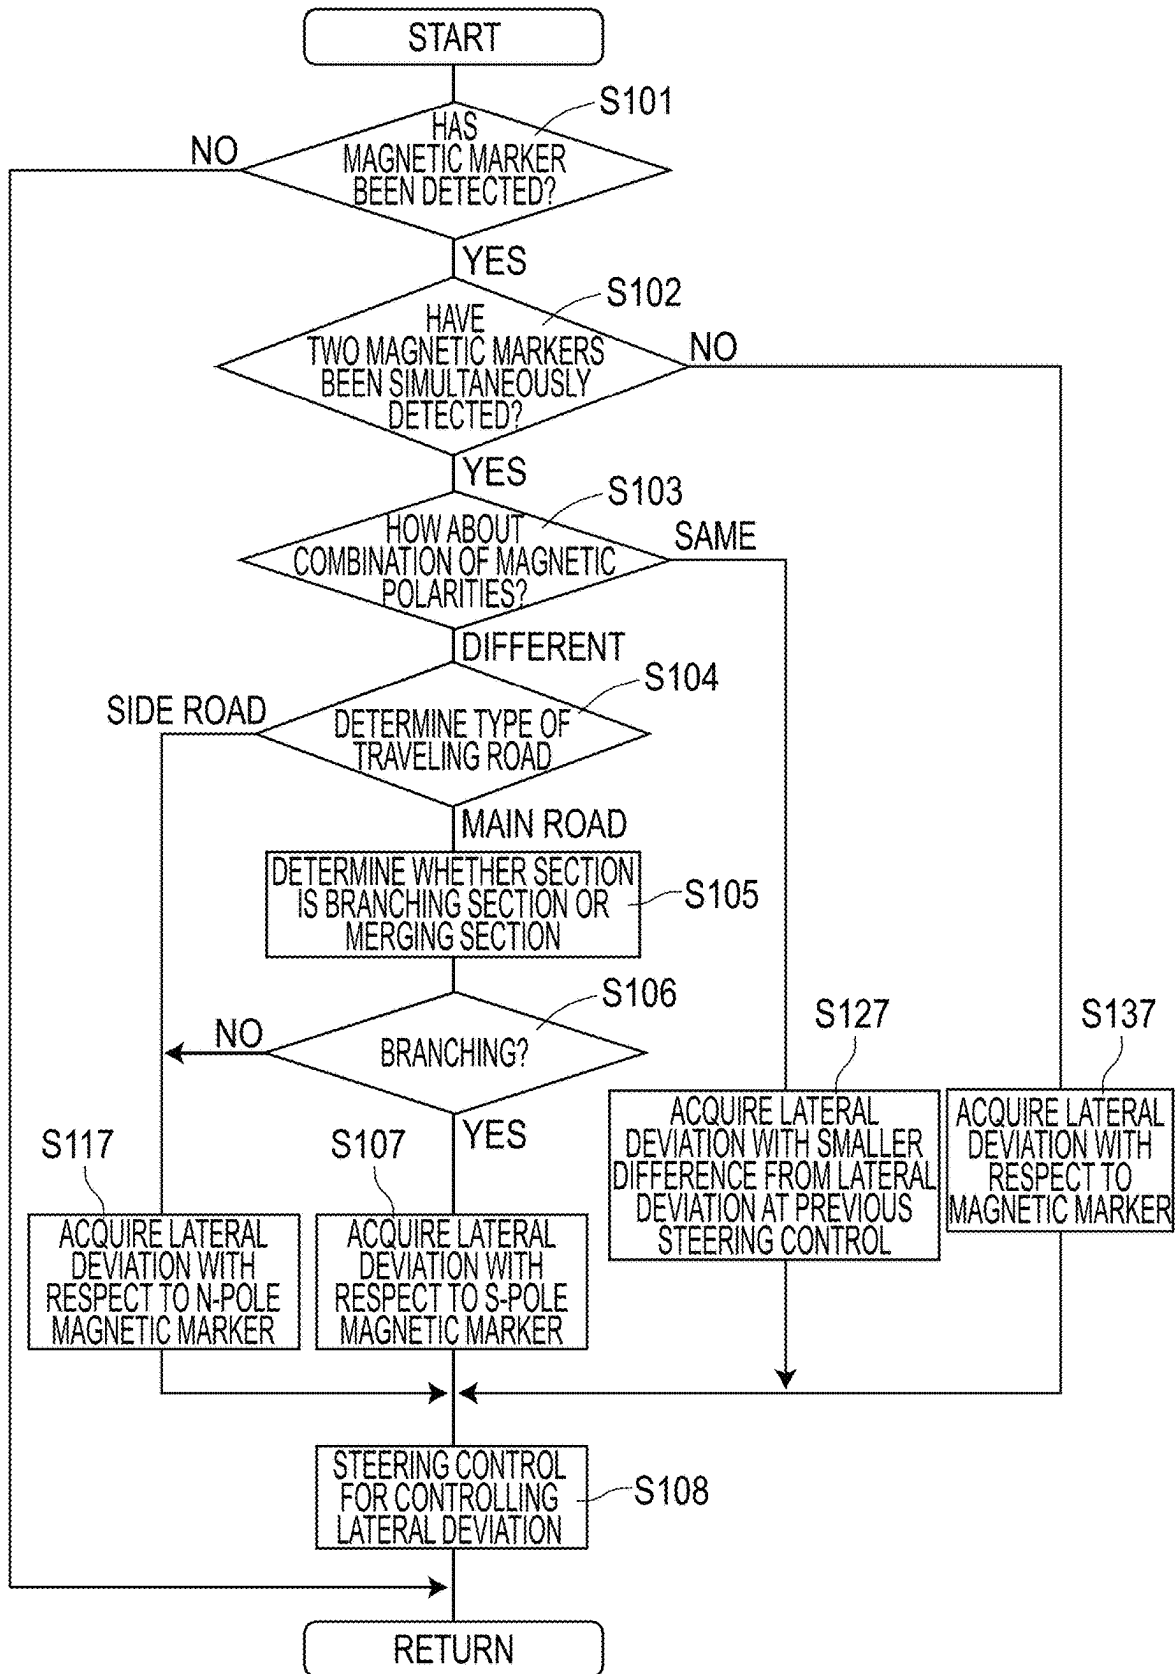 START
S101
HAS
MAGNETIC MARKER
BEEN DETECTED?
NO
YES
S102
HAVE
TWO MAGNETIC MARKERS
BEEN SIMULTANEOUSLY
DETECTED?
NO
YES
S103
HOW ABOUT
COMBINATION OF MAGNETIC
POLARITIES?
SAME
DIFFERENT
S104
SIDE ROAD
DETERMINE TYPE OF
TRAVELING ROAD
MAIN ROAD
DETERMINE WHETHER SECTION
IS BRANCHING SECTION OR
MERGING SECTION
S105
S106
NO
BRANCHING?
YES
S117
ACQUIRE LATERAL
DEVIATION WITH
RESPECT TO N-POLE
MAGNETIC MARKER
S107
ACQUIRE LATERAL
DEVIATION WITH
RESPECT TO S-POLE
MAGNETIC MARKER
S127
ACQUIRE LATERAL
DEVIATION WITH SMALLER
DIFFERENCE FROM LATERAL
DEVIATION AT PREVIOUS
STEERING CONTROL
S137
ACQUIRE LATERAL
DEVIATION WITH
RESPECT TO
MAGNETIC MARKER
STEERING CONTROL
FOR CONTROLLING
LATERAL DEVIATION
S108
RETURN